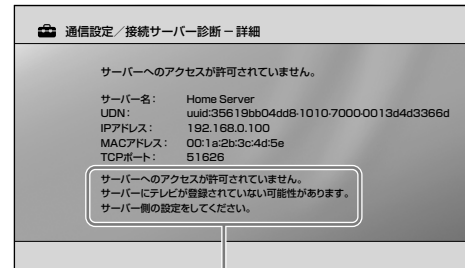 通信設定／接続サーバー診断－詳細
サーバーへのアクセスが許可されていません。
サーバー名： Home Server
UDN： uuid:35619bb04dd8-1010-7000-0013d4d3366d
IPアドレス： 192.168.0.100
MACアドレス： 00:1a:2b:3c:4d:5e
TCPポート： 51626
サーバーへのアクセスが許可されていません。
サーバーにテレビが登録されていない可能性があります。
サーバー側の設定をしてください。